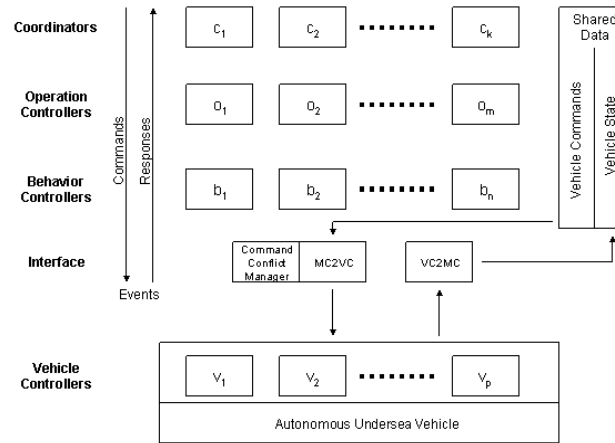 Coordinators
C1
C2
Ck
Shared
Data
Operation
Controllers
O1
O2
Om
Commands
Responses
Vehicle Commands
Vehicle State
Behavior
Controllers
b1
b2
bn
Interface
Command
Conflict
Manager
MC2VC
VC2MC
Events
Vehicle
Controllers
V1
V2
Vp
Autonomous Undersea Vehicle